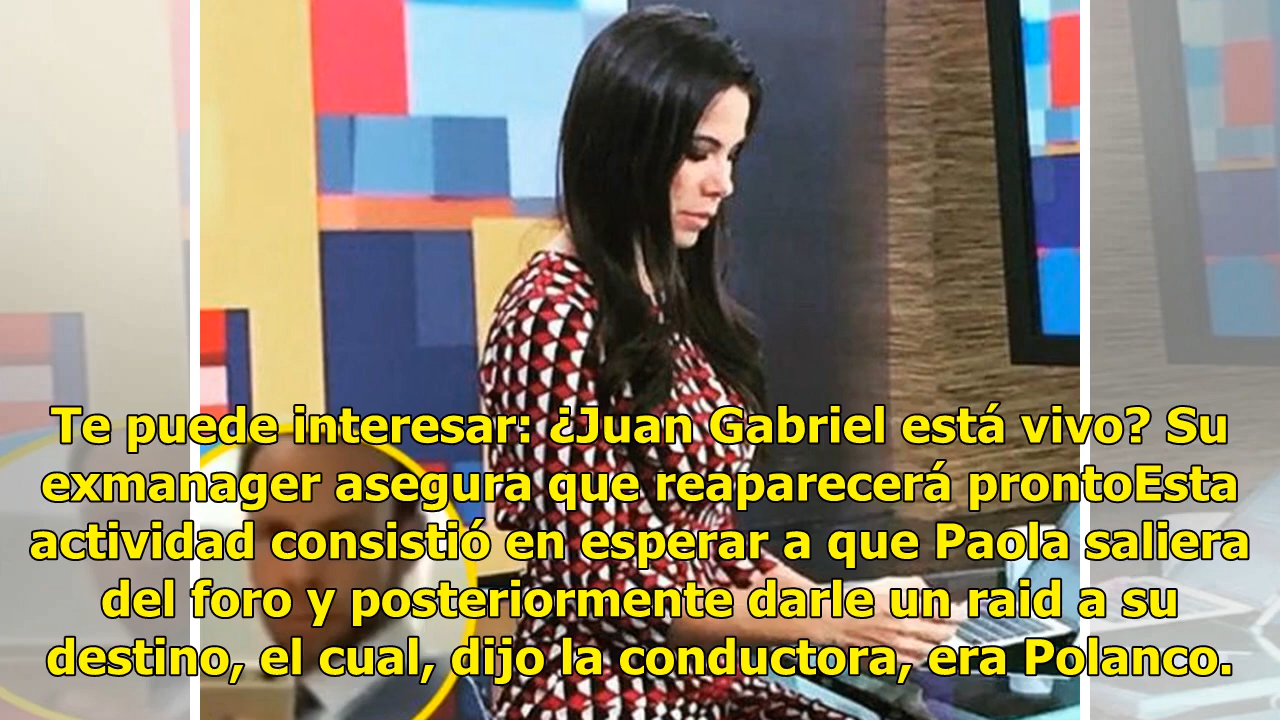 Te puede interesar: ¿Juan Gabriel está vivo? Su
exmanager asegura que reaparecerá prontoEsta
actividad consistió en esperar a que Paola saliera
del foro y posteriormente darle un raid a su
destino, el cual, dijo la conductora, era Polanco.